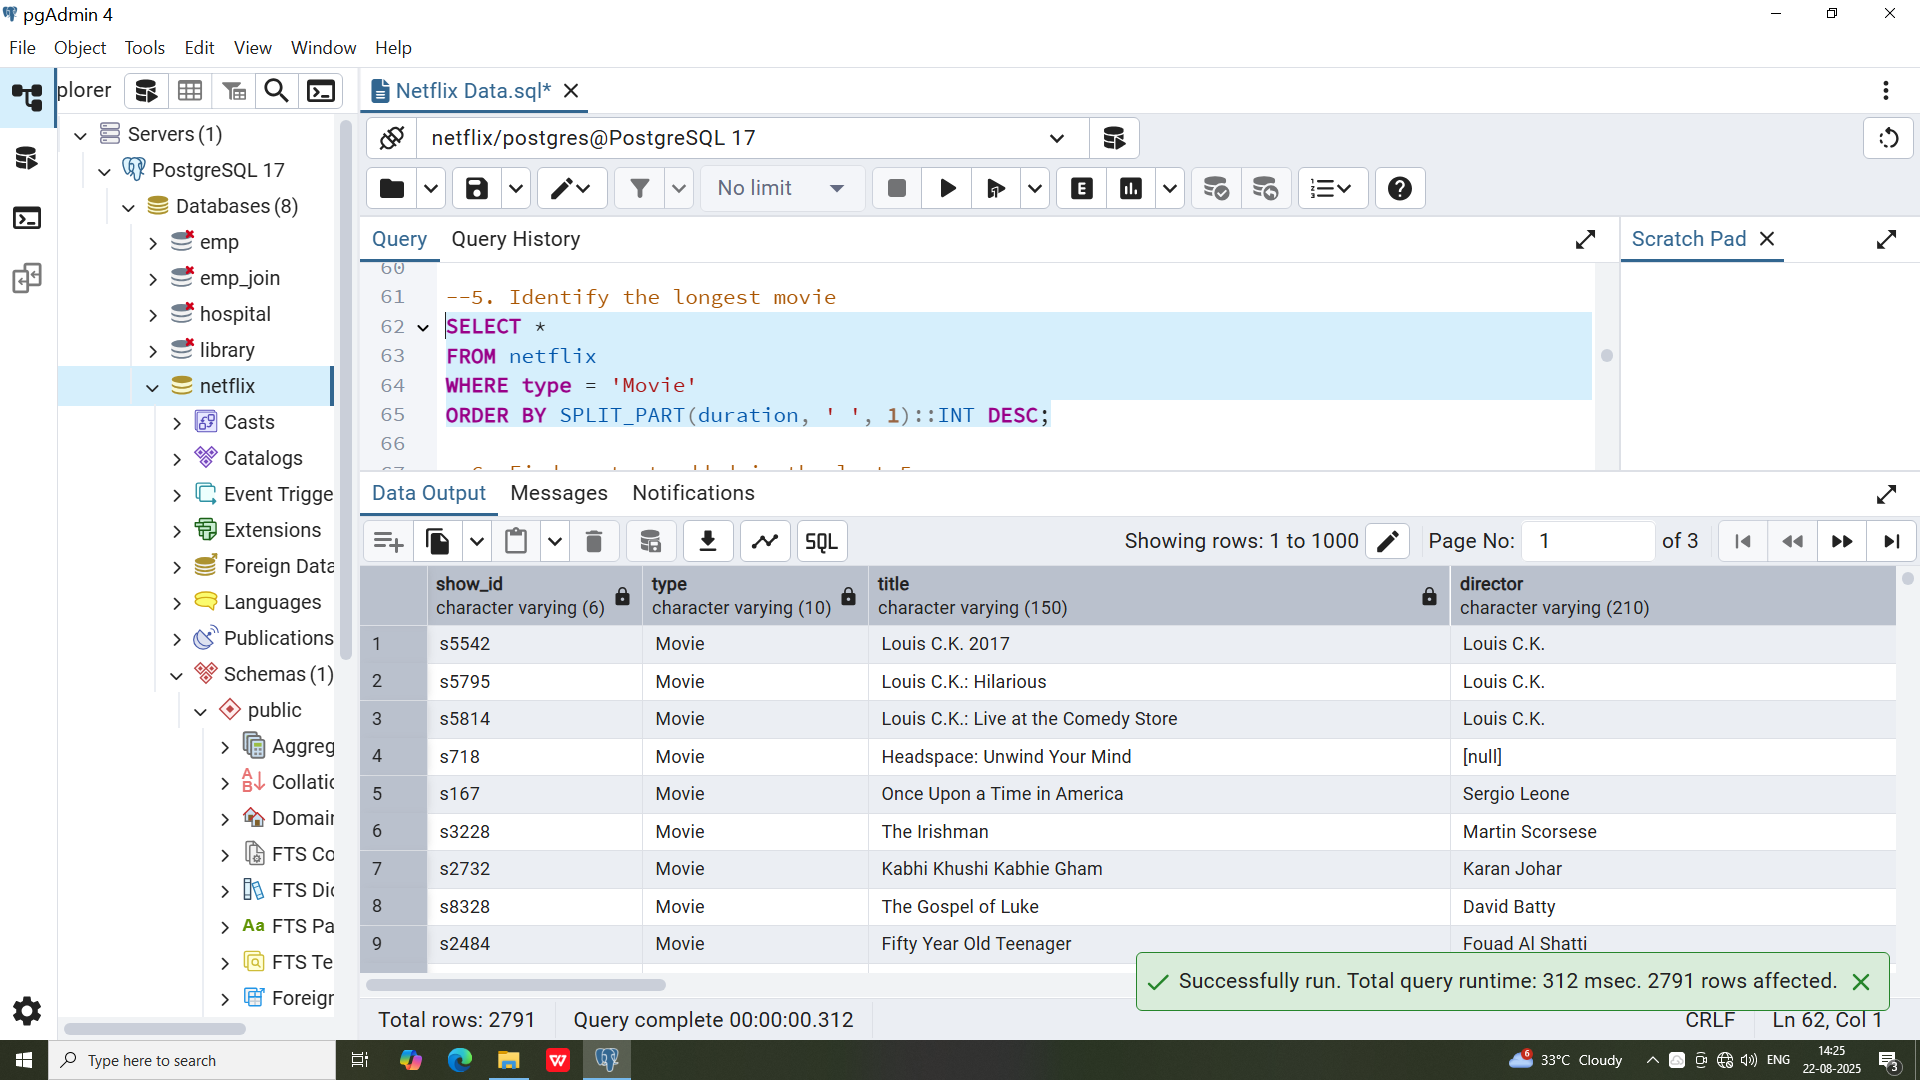 pgAdmin 4
File Object Tools Edit View Window Help
plorer
Netflix Data.sql*
Servers (1)
PostgreSQL 17
Databases (8)
emp
emp_join
hospital
library
netflix
Casts
Catalogs
Event Trigge
Extensions
Foreign Data
Languages
Publications
Schemas (1)
public
Aggreg
Collatio
Domair
FTS Co
FTS Dic
FTS Pa
FTS Te
Foreigr
netflix/postgres@PostgreSQL 17
No limit
Query Query History
Scratch Pad
60
61 --5. Identify the longest movie
62 SELECT *
63 FROM netflix
64 WHERE type = 'Movie'
65 ORDER BY SPLIT_PART(duration, ' ', 1)::INT DESC;
66
Data Output Messages Notifications
SQL
Showing rows: 1 to 1000 Page No: 1 of 3
show_id type title director
character varying (6) character varying (10) character varying (150) character varying (210)
1 s5542 Movie Louis C.K. 2017 Louis C.K.
2 s5795 Movie Louis C.K.: Hilarious Louis C.K.
3 s5814 Movie Louis C.K.: Live at the Comedy Store Louis C.K.
4 s718 Movie Headspace: Unwind Your Mind [null]
5 s167 Movie Once Upon a Time in America Sergio Leone
6 s3228 Movie The Irishman Martin Scorsese
7 s2732 Movie Kabhi Khushi Kabhie Gham Karan Johar
8 s8328 Movie The Gospel of Luke David Batty
9 s2484 Movie Fifty Year Old Teenager Fouad Al Shatti
Successfully run. Total query runtime: 312 msec. 2791 rows affected.
Total rows: 2791 Query complete 00:00:00.312 CRLF Ln 62, Col 1
Type here to search
33°C Cloudy
ENG
14:25
22-08-2025
3